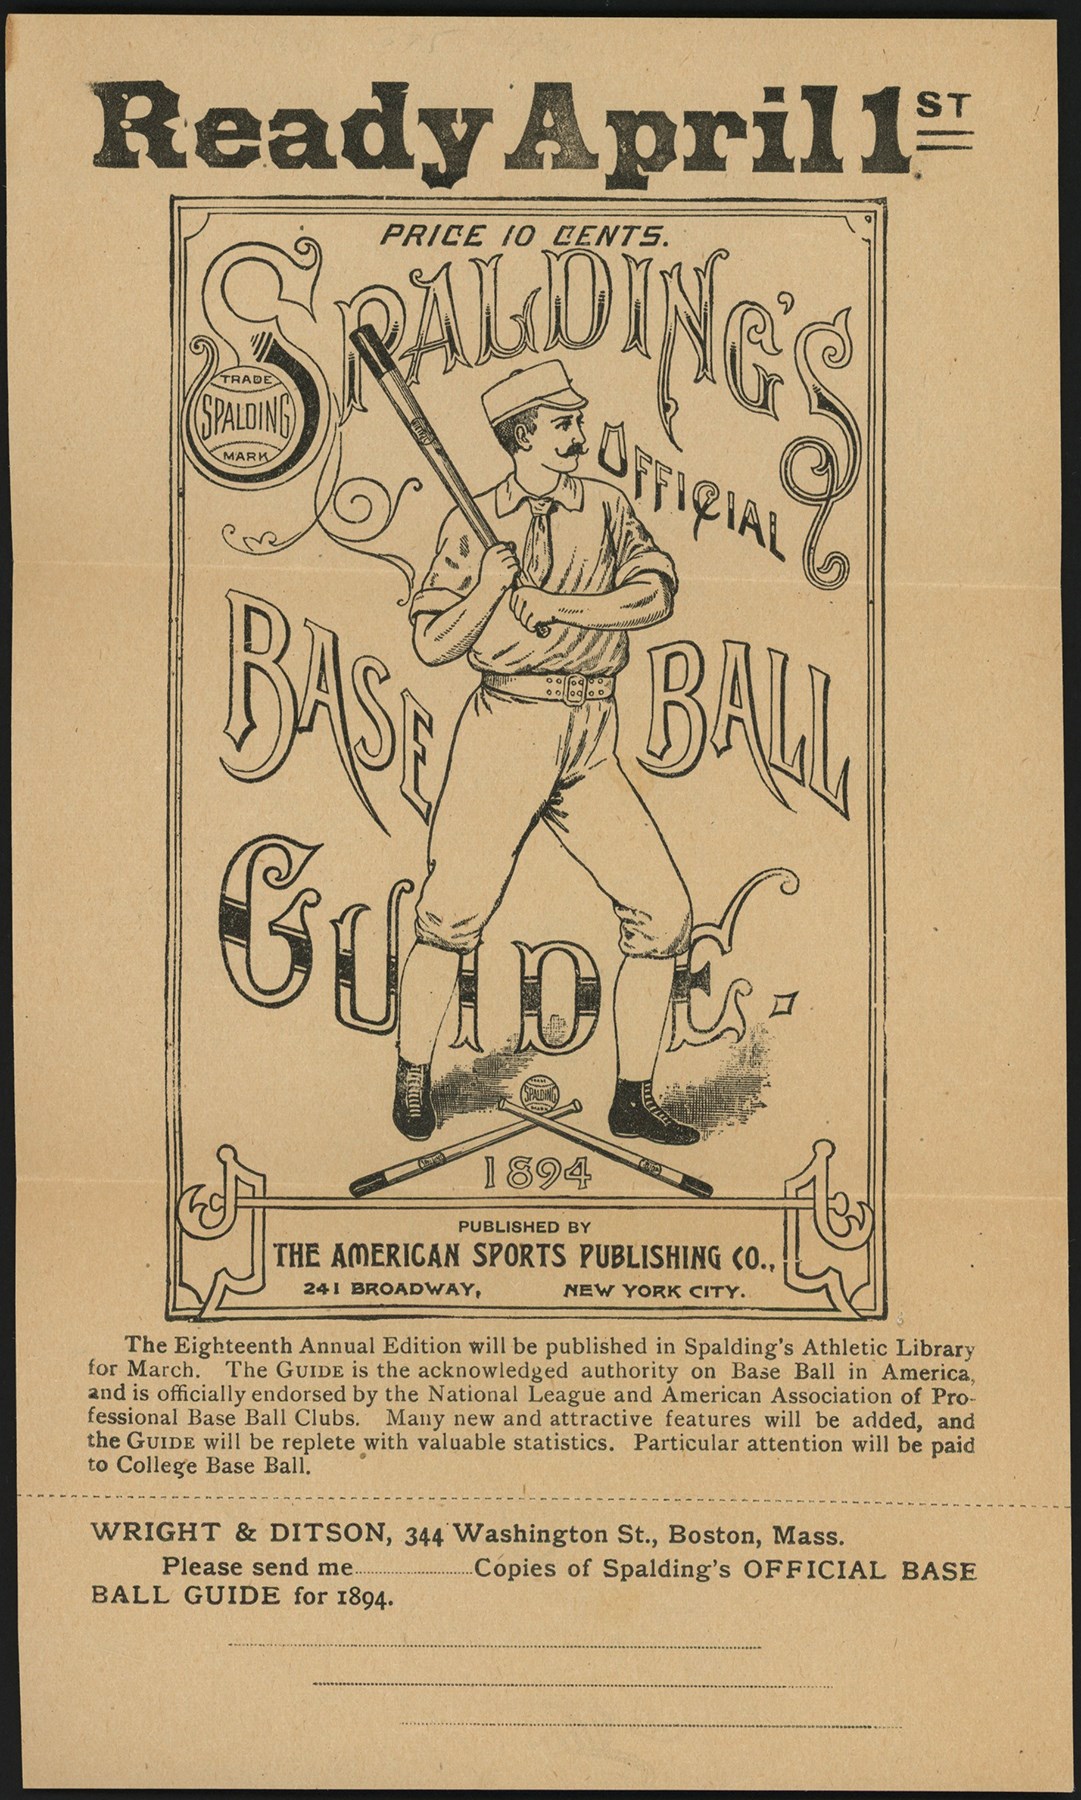 Ready April 1ST
PRICE 10 CENTS.
SPALDING'S
TRADE
SPALDING
MARK
OFFICIAL
BASE BALL
GUIDE.
SPALDING
1894
PUBLISHED BY
THE AMERICAN SPORTS PUBLISHING CO.,
241 BROADWAY, NEW YORK CITY.
The Eighteenth Annual Edition will be published in Spalding's Athletic Library
for March. The GUIDE is the acknowledged authority on Base Ball in America,
and is officially endorsed by the National League and American Association of Pro-
fessional Base Ball Clubs. Many new and attractive features will be added, and
the GUIDE will be replete with valuable statistics. Particular attention will be paid
to College Base Ball.
WRIGHT & DITSON, 344 Washington St., Boston, Mass.
Please send me............Copies of Spalding's OFFICIAL BASE
BALL GUIDE for 1894.